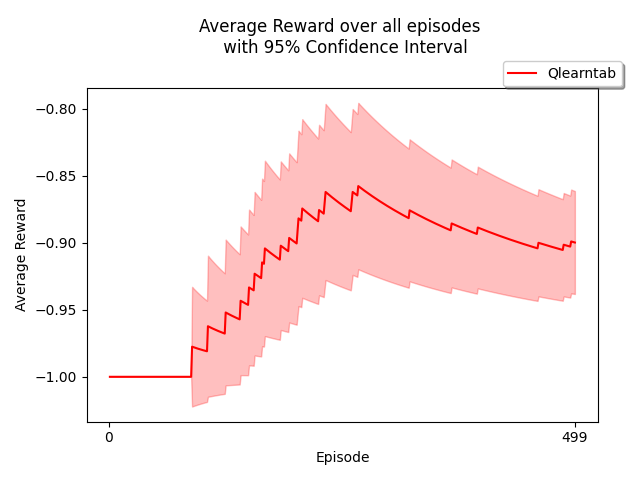 Average Reward over all episodes
with 95% Confidence Interval
Qlearntab
−0.80
−0.85
−0.90
−0.95
−1.00
Average Reward
0
499
Episode